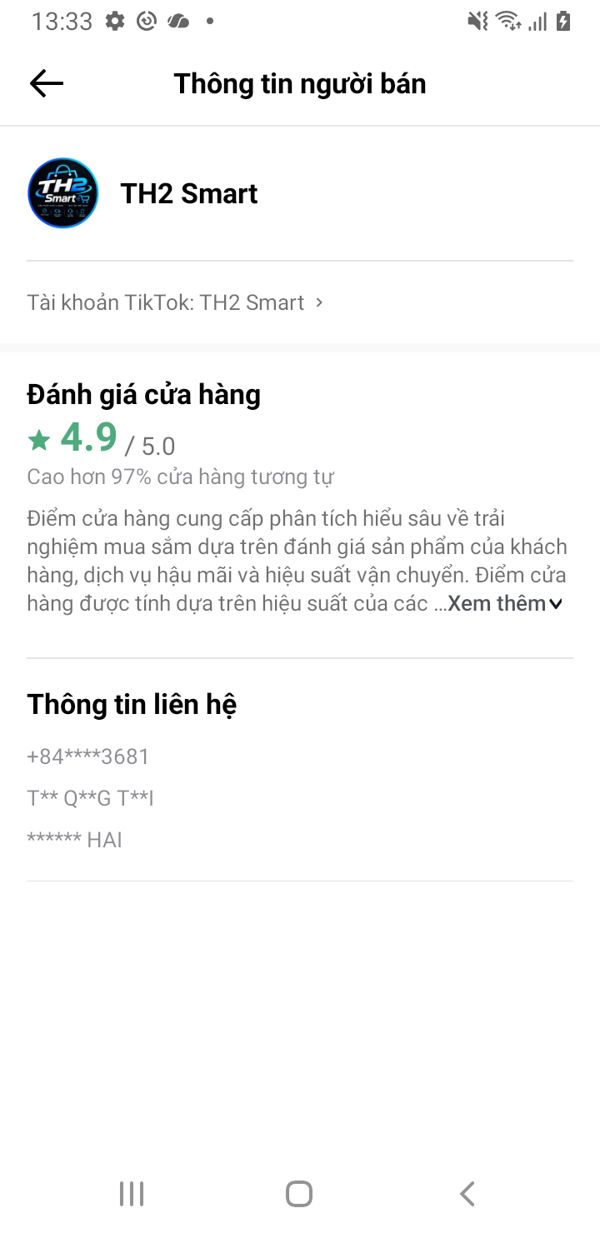 13:33
Thông tin người bán
TH2
Smart
TH2 Smart
Tài khoản TikTok: TH2 Smart
Đánh giá cửa hàng
4.9 / 5.0
Cao hơn 97% cửa hàng tương tự
Điểm cửa hàng cung cấp phân tích hiểu sâu về trải
nghiệm mua sắm dựa trên đánh giá sản phẩm của khách
hàng, dịch vụ hậu mãi và hiệu suất vận chuyển. Điểm cửa
hàng được tính dựa trên hiệu suất của các ...Xem thêm
Thông tin liên hệ
+84****3681
T** Q**G T**I
****** HAI